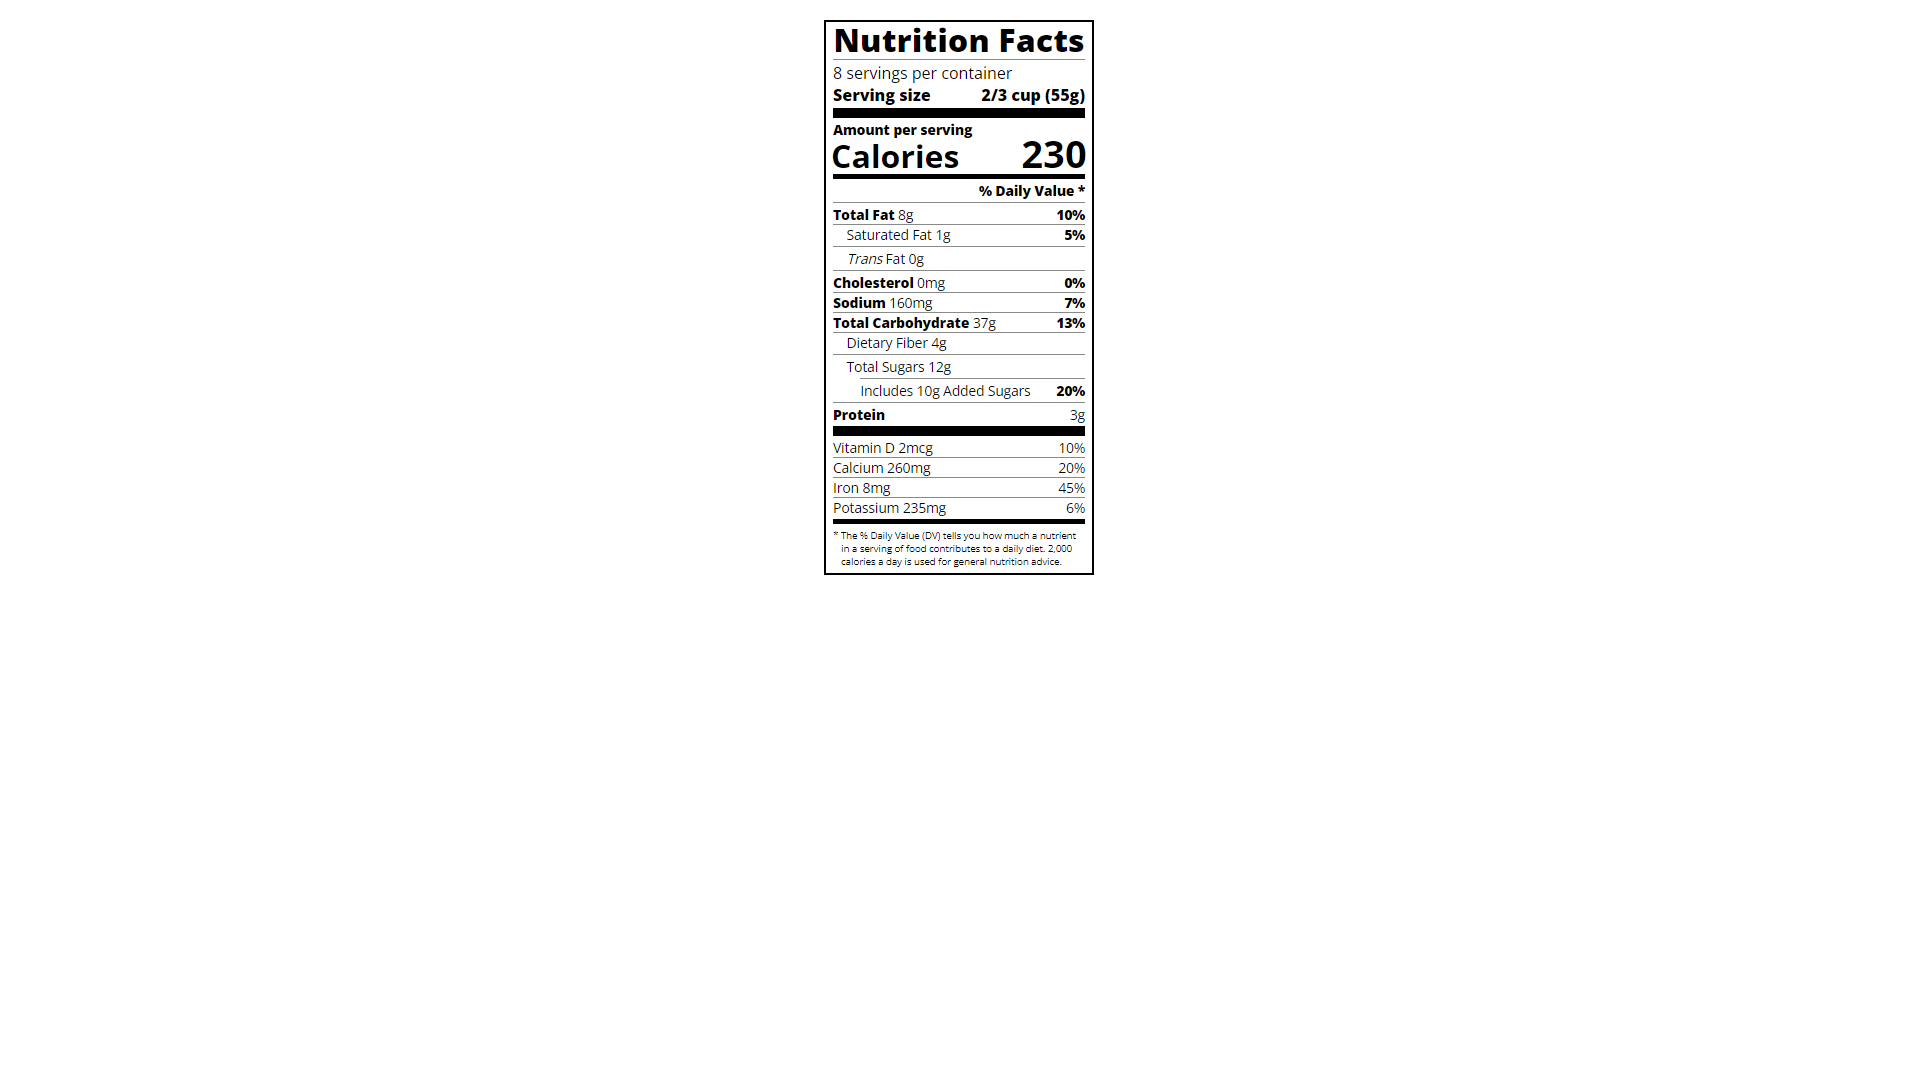 Nutrition Facts
8 servings per container
Serving size 2/3 cup (55g)
Amount per serving
Calories 230
% Daily Value *
Total Fat 8g 10%
Saturated Fat 1g 5%
Trans Fat 0g
Cholesterol 0mg 0%
Sodium 160mg 7%
Total Carbohydrate 37g 13%
Dietary Fiber 4g
Total Sugars 12g
Includes 10g Added Sugars 20%
Protein 3g
Vitamin D 2mcg 10%
Calcium 260mg 20%
Iron 8mg 45%
Potassium 235mg 6%
* The % Daily Value (DV) tells you how much a nutrient
in a serving of food contributes to a daily diet. 2,000
calories a day is used for general nutrition advice.